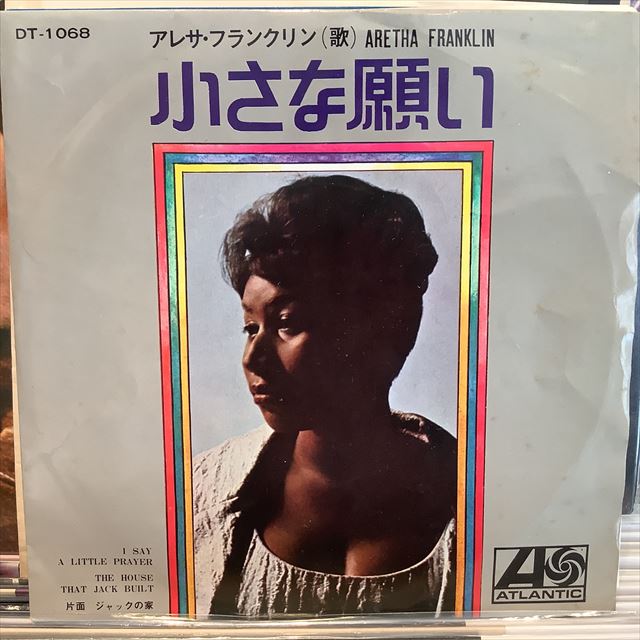 DT-1068
アレサ・フランクリン(歌) ARETHA FRANKLIN
小さな願い
I SAY
A LITTLE PRAYER
THE HOUSE
THAT JACK BUILT
片面 ジャックの家
ATLANTIC